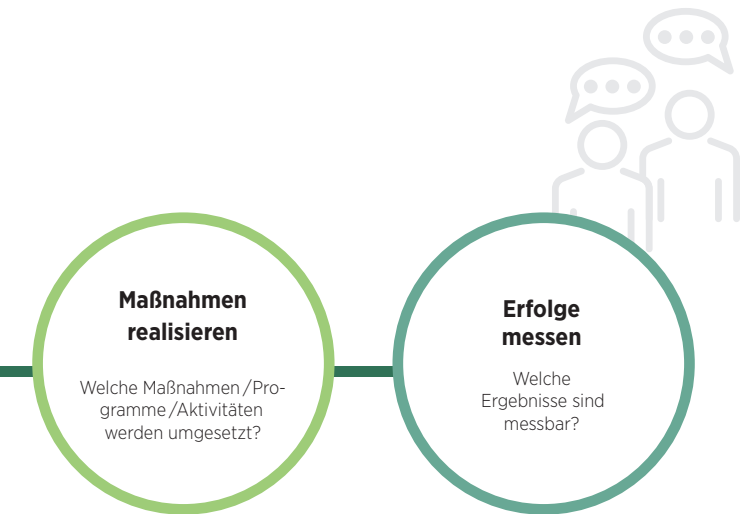 Maßnahmen
realisieren
Welche Maßnahmen/Pro-
gramme/Aktivitäten
werden umgesetzt?
Erfolge
messen
Welche
Ergebnisse sind
messbar?